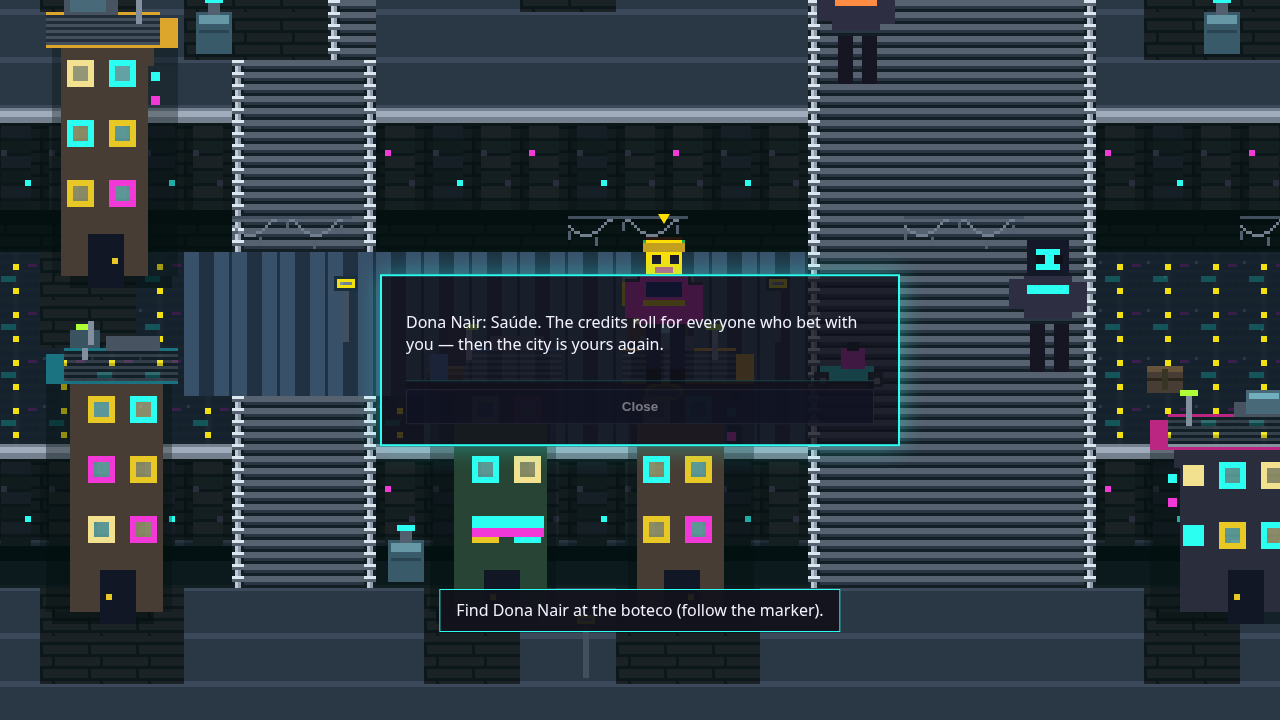 Dona Nair: Saúde. The credits roll for everyone who bet with
you — then the city is yours again.
Close
Find Dona Nair at the boteco (follow the marker).